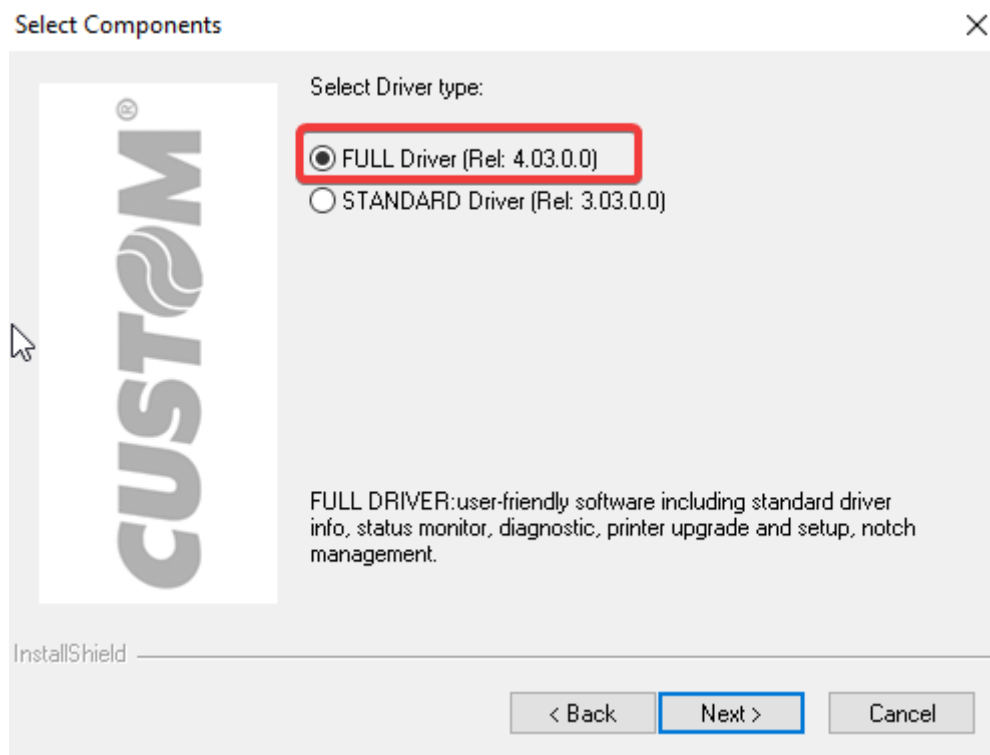 Select Components
CUSTOM®
Select Driver type:
FULL Driver (Rel: 4.03.0.0)
STANDARD Driver (Rel: 3.03.0.0)
FULL DRIVER:user-friendly software including standard driver
info, status monitor, diagnostic, printer upgrade and setup, notch
management.
InstallShield
< Back
Next >
Cancel